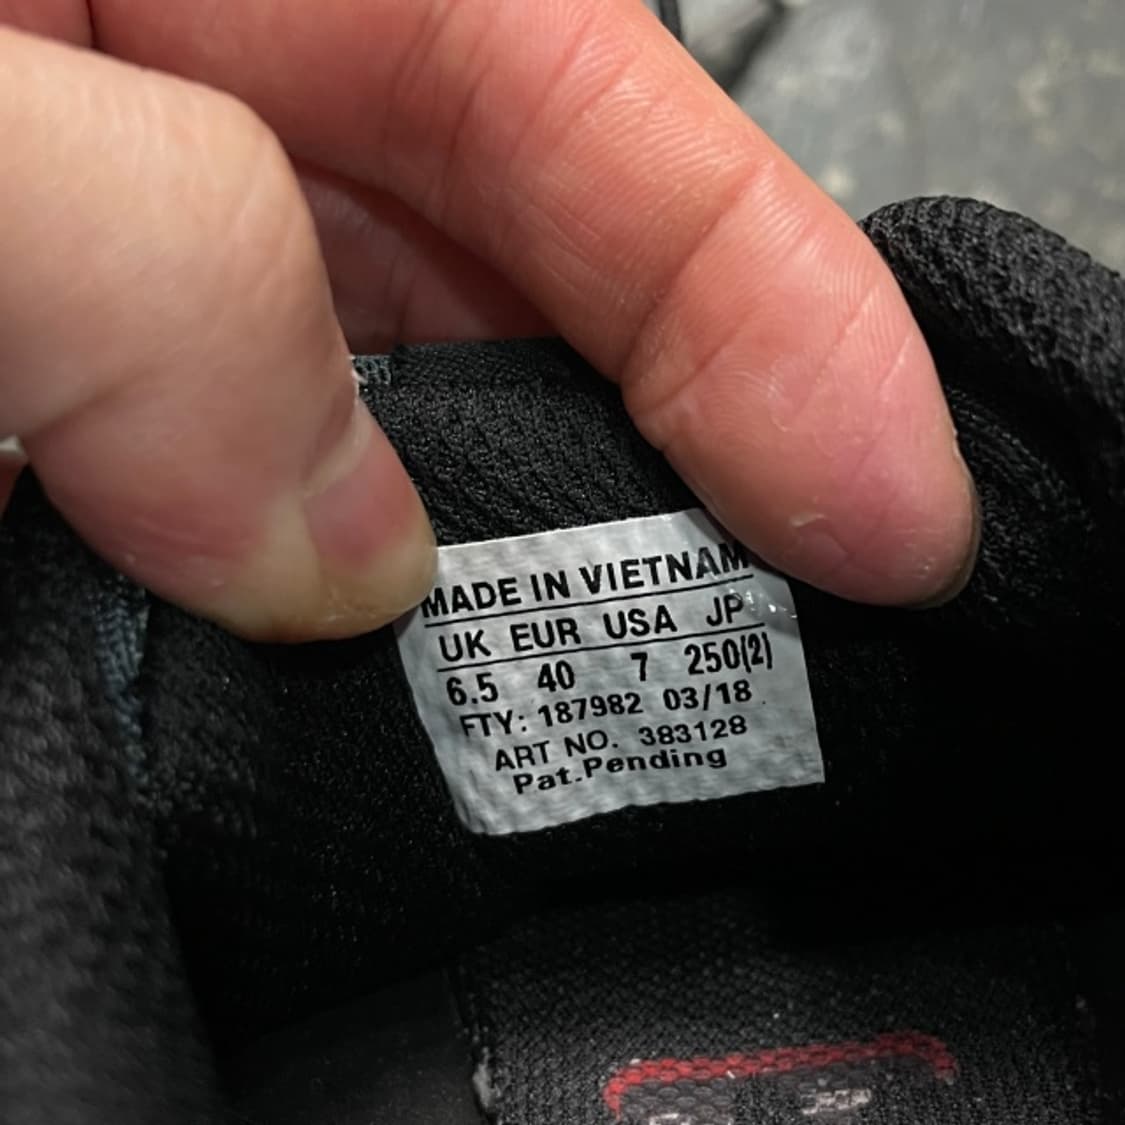 MADE IN VIETNAM
UK EUR USA JP
6.5 40 7 250(2)
FTY: 187982 03/18
ART NO. 383128
Pat.Pending